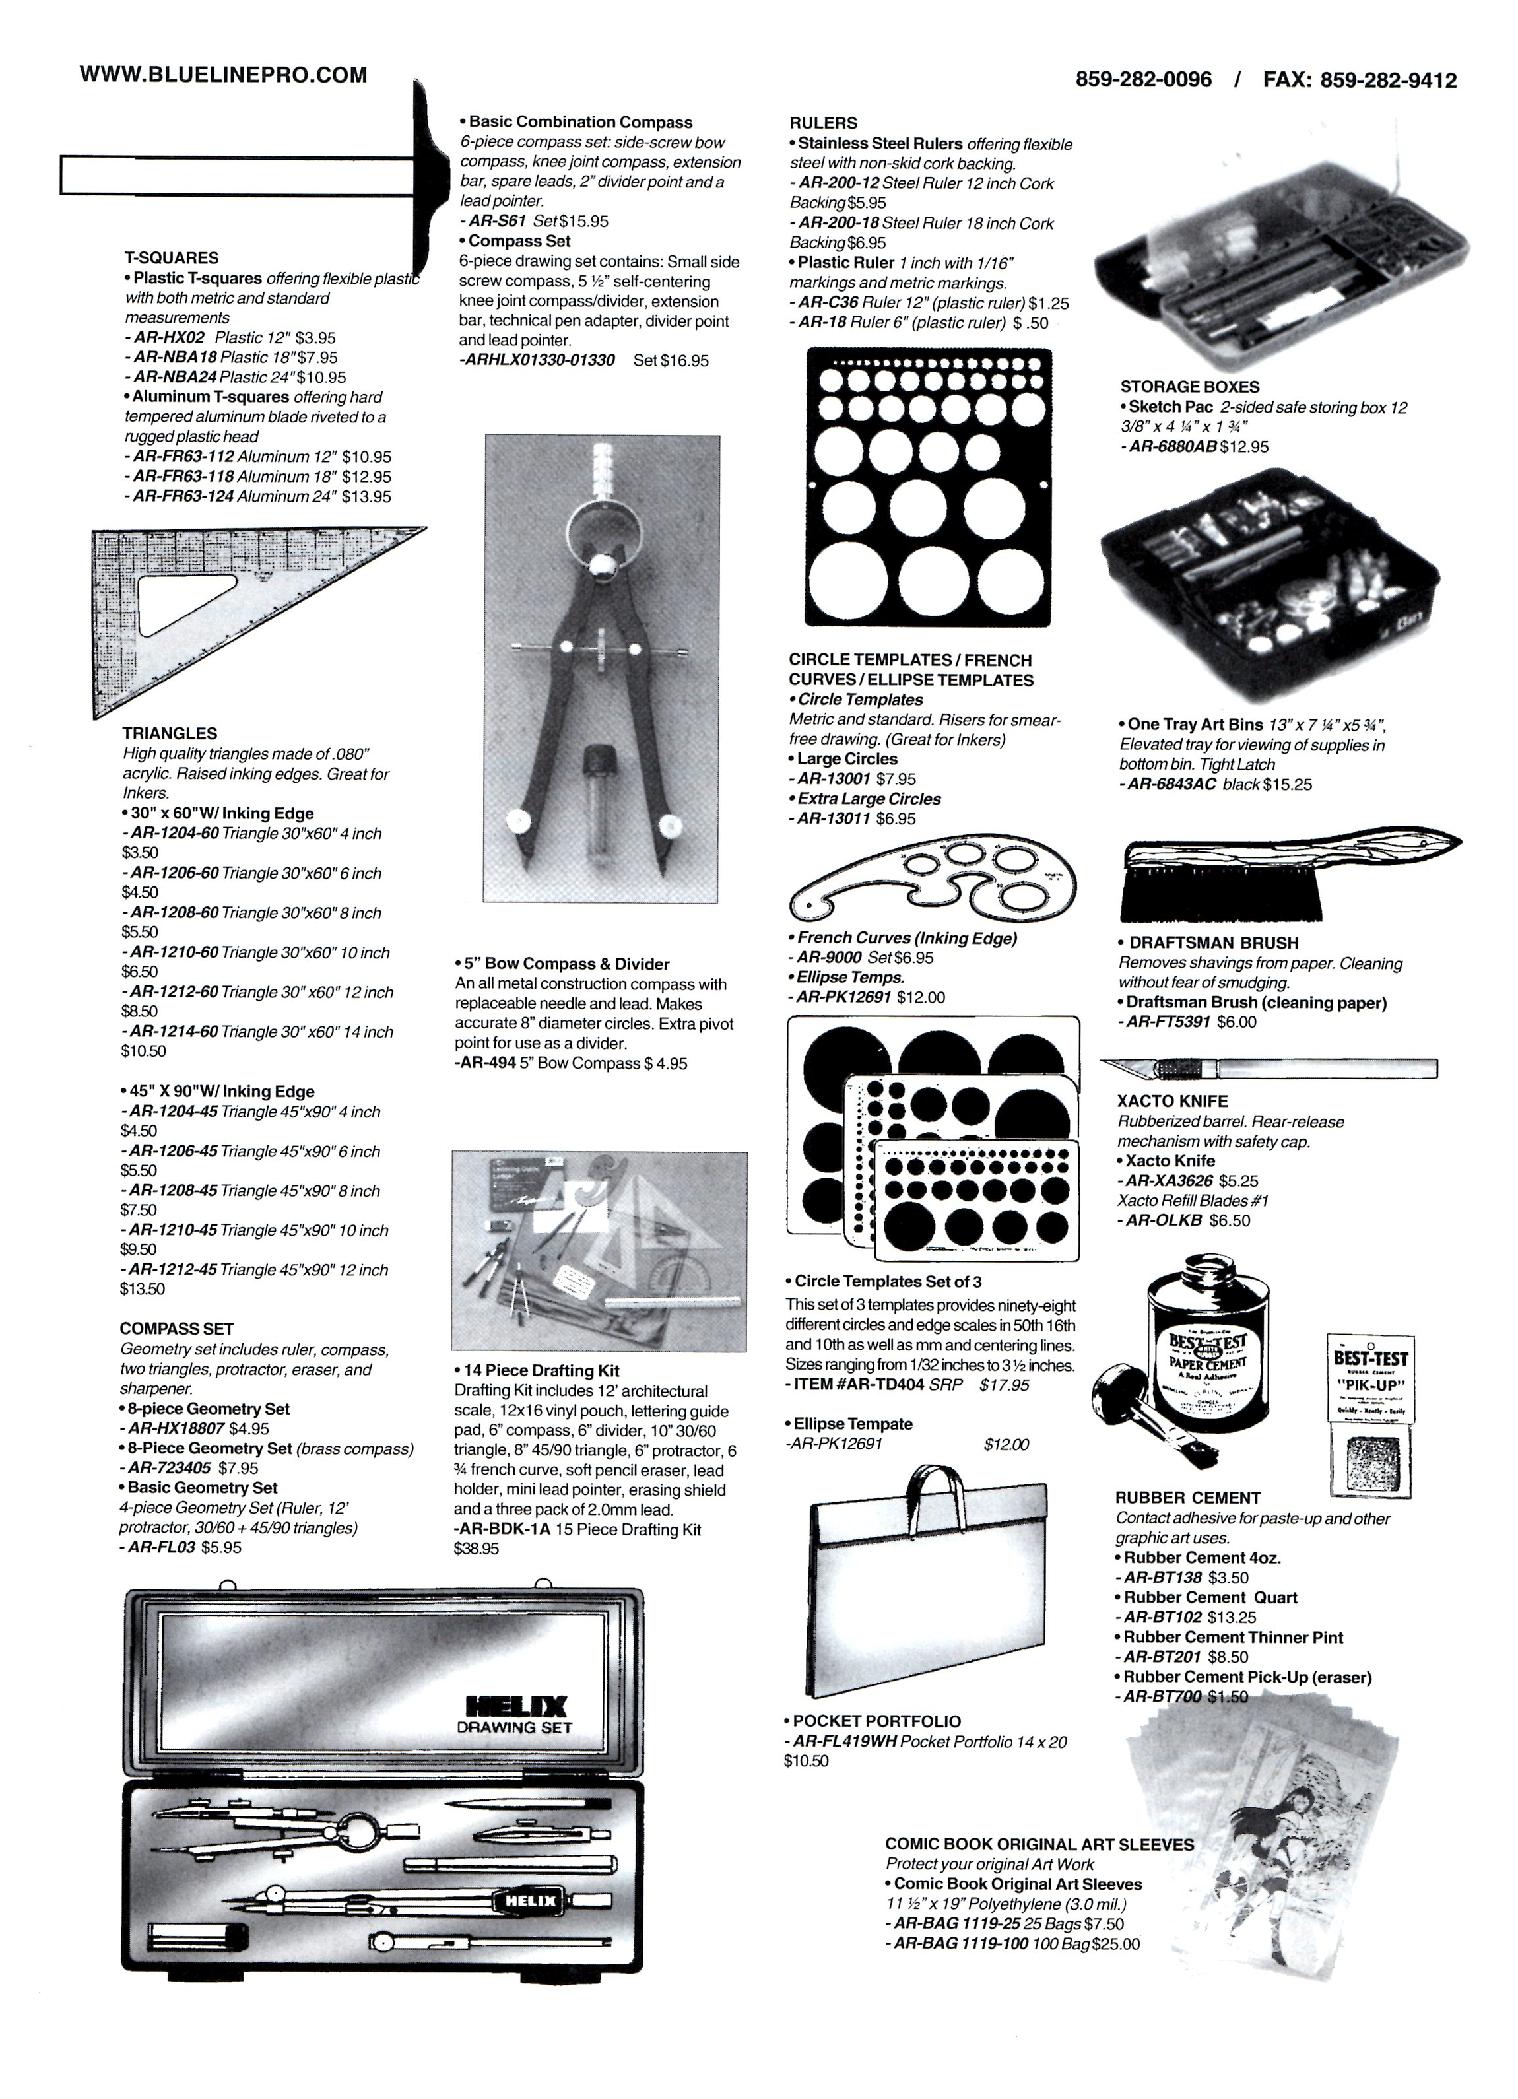 WWW.BLUELINEPRO.COM
859-282-0096 / FAX: 859-282-9412
T-SQUARES
• Plastic T-squares offering flexible plastic
with both metric and standard
measurements
- AR-HX02 Plastic 12" $3.95
- AR-NBA18 Plastic 18" $7.95
- AR-NBA24 Plastic 24" $10.95
• Aluminum T-squares offering hard
tempered aluminum blade riveted to a
rugged plastic head
- AR-FR63-112 Aluminum 12" $10.95
- AR-FR63-118 Aluminum 18" $12.95
- AR-FR63-124 Aluminum 24" $13.95
TRIANGLES
High quality triangles made of .080"
acrylic. Raised inking edges. Great for
Inkers.
• 30" x 60"W/ Inking Edge
- AR-1204-60 Triangle 30"x60" 4 inch
$3.50
- AR-1206-60 Triangle 30"x60" 6 inch
$4.50
- AR-1208-60 Triangle 30"x60" 8 inch
$5.50
- AR-1210-60 Triangle 30"x60" 10 inch
$6.50
- AR-1212-60 Triangle 30" x60" 12 inch
$8.50
- AR-1214-60 Triangle 30" x60" 14 inch
$10.50
• 45" X 90"W/ Inking Edge
- AR-1204-45 Triangle 45"x90" 4 inch
$4.50
- AR-1206-45 Triangle 45"x90" 6 inch
$5.50
- AR-1208-45 Triangle 45"x90" 8 inch
$7.50
- AR-1210-45 Triangle 45"x90" 10 inch
$9.50
- AR-1212-45 Triangle 45"x90" 12 inch
$13.50
COMPASS SET
Geometry set includes ruler, compass,
two triangles, protractor, eraser, and
sharpener.
• 8-piece Geometry Set
- AR-HX18807 $4.95
• 8-Piece Geometry Set (brass compass)
- AR-723405 $7.95
• Basic Geometry Set
4-piece Geometry Set (Ruler, 12'
protractor, 30/60 + 45/90 triangles)
- AR-FL03 $5.95
HELIX
DRAWING SET
HELIX
• Basic Combination Compass
6-piece compass set: side-screw bow
compass, knee joint compass, extension
bar, spare leads, 2" divider point and a
lead pointer.
- AR-S61 Set $15.95
• Compass Set
6-piece drawing set contains: Small side
screw compass, 5 ½" self-centering
knee joint compass/divider, extension
bar, technical pen adapter, divider point
and lead pointer.
-ARHLX01330-01330 Set $16.95
• 5" Bow Compass & Divider
An all metal construction compass with
replaceable needle and lead. Makes
accurate 8" diameter circles. Extra pivot
point for use as a divider.
-AR-494 5" Bow Compass $ 4.95
• 14 Piece Drafting Kit
Drafting Kit includes 12' architectural
scale, 12x16 vinyl pouch, lettering guide
pad, 6" compass, 6" divider, 10" 30/60
triangle, 8" 45/90 triangle, 6" protractor, 6
¾ french curve, soft pencil eraser, lead
holder, mini lead pointer, erasing shield
and a three pack of 2.0mm lead.
-AR-BDK-1A 15 Piece Drafting Kit
$38.95
RULERS
• Stainless Steel Rulers offering flexible
steel with non-skid cork backing.
- AR-200-12 Steel Ruler 12 inch Cork
Backing $5.95
- AR-200-18 Steel Ruler 18 inch Cork
Backing $6.95
• Plastic Ruler 1 inch with 1/16"
markings and metric markings.
- AR-C36 Ruler 12" (plastic ruler) $1.25
- AR-18 Ruler 6" (plastic ruler) $ .50
CIRCLE TEMPLATES / FRENCH
CURVES / ELLIPSE TEMPLATES
• Circle Templates
Metric and standard. Risers for smear-
free drawing. (Great for Inkers)
• Large Circles
- AR-13001 $7.95
• Extra Large Circles
- AR-13011 $6.95
• French Curves (Inking Edge)
- AR-9000 Set $6.95
• Ellipse Temps.
- AR-PK12691 $12.00
• Circle Templates Set of 3
This set of 3 templates provides ninety-eight
different circles and edge scales in 50th 16th
and 10th as well as mm and centering lines.
Sizes ranging from 1/32 inches to 3 ½ inches.
- ITEM #AR-TD404 SRP $17.95
• Ellipse Tempate
-AR-PK12691 $12.00
• POCKET PORTFOLIO
- AR-FL419WH Pocket Portfolio 14 x 20
$10.50
STORAGE BOXES
• Sketch Pac 2-sided safe storing box 12
3/8" x 4 ¼" x 1 ¾"
- AR-6880AB $12.95
• One Tray Art Bins 13" x 7 ¼" x5 ¾",
Elevated tray for viewing of supplies in
bottom bin. Tight Latch
- AR-6843AC black $15.25
• DRAFTSMAN BRUSH
Removes shavings from paper. Cleaning
without fear of smudging.
• Draftsman Brush (cleaning paper)
- AR-FT5391 $6.00
XACTO KNIFE
Rubberized barrel. Rear-release
mechanism with safety cap.
• Xacto Knife
- AR-XA3626 $5.25
Xacto Refill Blades #1
- AR-OLKB $6.50
BEST-TEST
PAPER CEMENT
A Real Adhesive
BEST-TEST
RUBBER CEMENT
"PIK-UP"
Quickly - Neatly - Easily
RUBBER CEMENT
Contact adhesive for paste-up and other
graphic art uses.
• Rubber Cement 4oz.
- AR-BT138 $3.50
• Rubber Cement Quart
- AR-BT102 $13.25
• Rubber Cement Thinner Pint
- AR-BT201 $8.50
• Rubber Cement Pick-Up (eraser)
- AR-BT700 $1.50
COMIC BOOK ORIGINAL ART SLEEVES
Protect your original Art Work
• Comic Book Original Art Sleeves
11 ½" x 19" Polyethylene (3.0 mil.)
- AR-BAG 1119-25 25 Bags $7.50
- AR-BAG 1119-100 100 Bag $25.00